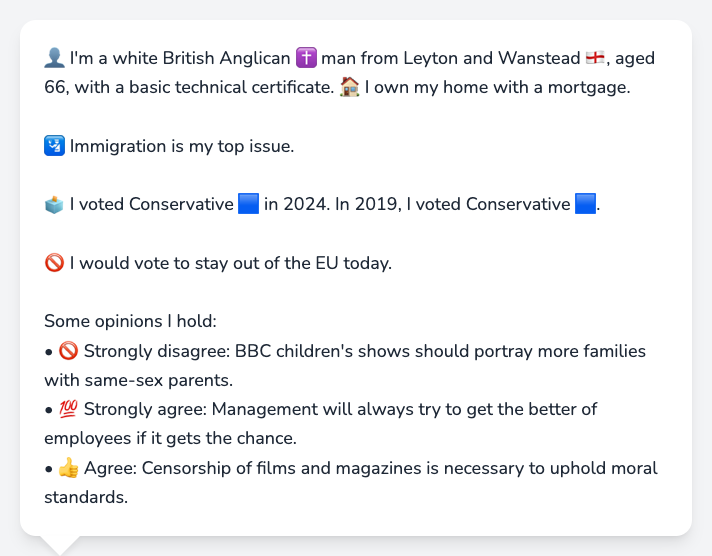 👤 I'm a white British Anglican ✝️ man from Leyton and Wanstead 🏴󠁧󠁢󠁥󠁮󠁧󠁿, aged
66, with a basic technical certificate. 🏠 I own my home with a mortgage.
🛂 Immigration is my top issue.
🗳️ I voted Conservative 🟦 in 2024. In 2019, I voted Conservative 🟦.
🚫 I would vote to stay out of the EU today.
Some opinions I hold:
• 🚫 Strongly disagree: BBC children's shows should portray more families
with same-sex parents.
• 💯 Strongly agree: Management will always try to get the better of
employees if it gets the chance.
• 👍 Agree: Censorship of films and magazines is necessary to uphold moral
standards.